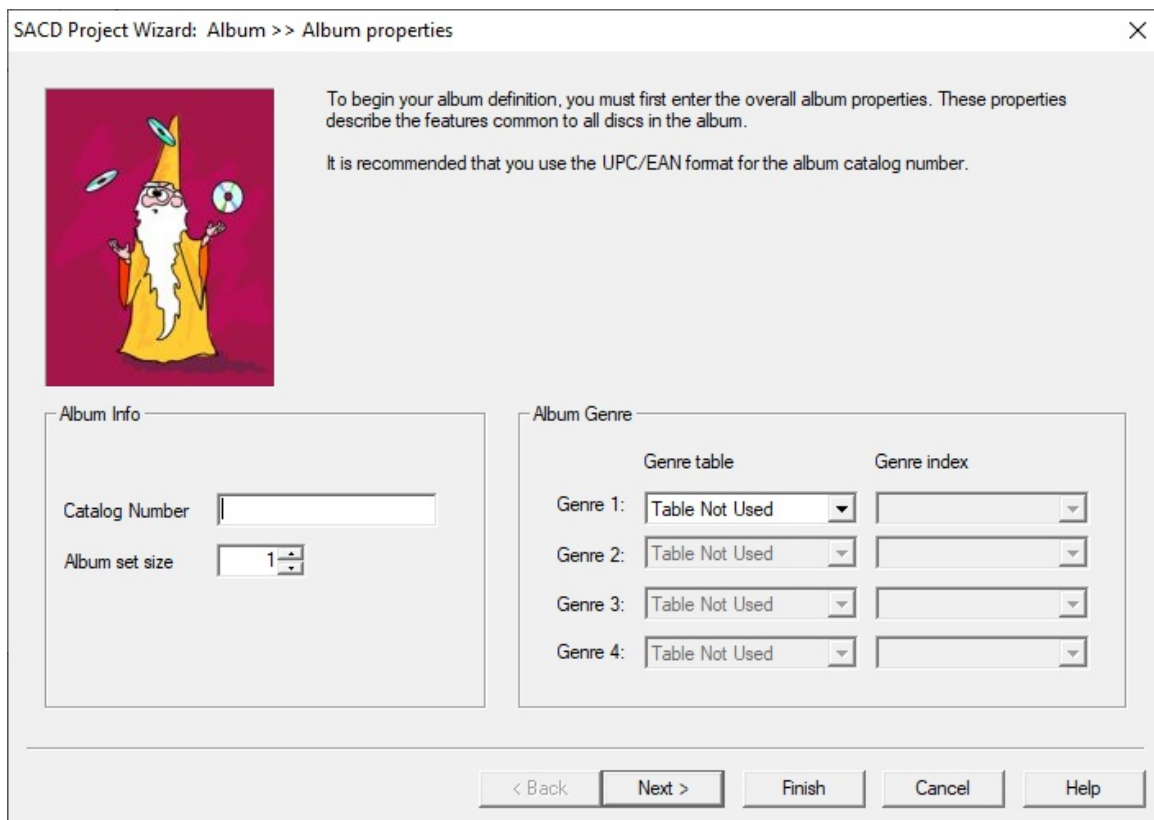 SACD Project Wizard: Album >> Album properties
To begin your album definition, you must first enter the overall album properties. These properties
describe the features common to all discs in the album.
It is recommended that you use the UPC/EAN format for the album catalog number.
Album Info
Catalog Number
Album set size 1
Album Genre
Genre table Genre index
Genre 1: Table Not Used
Genre 2: Table Not Used
Genre 3: Table Not Used
Genre 4: Table Not Used
< Back Next > Finish Cancel Help